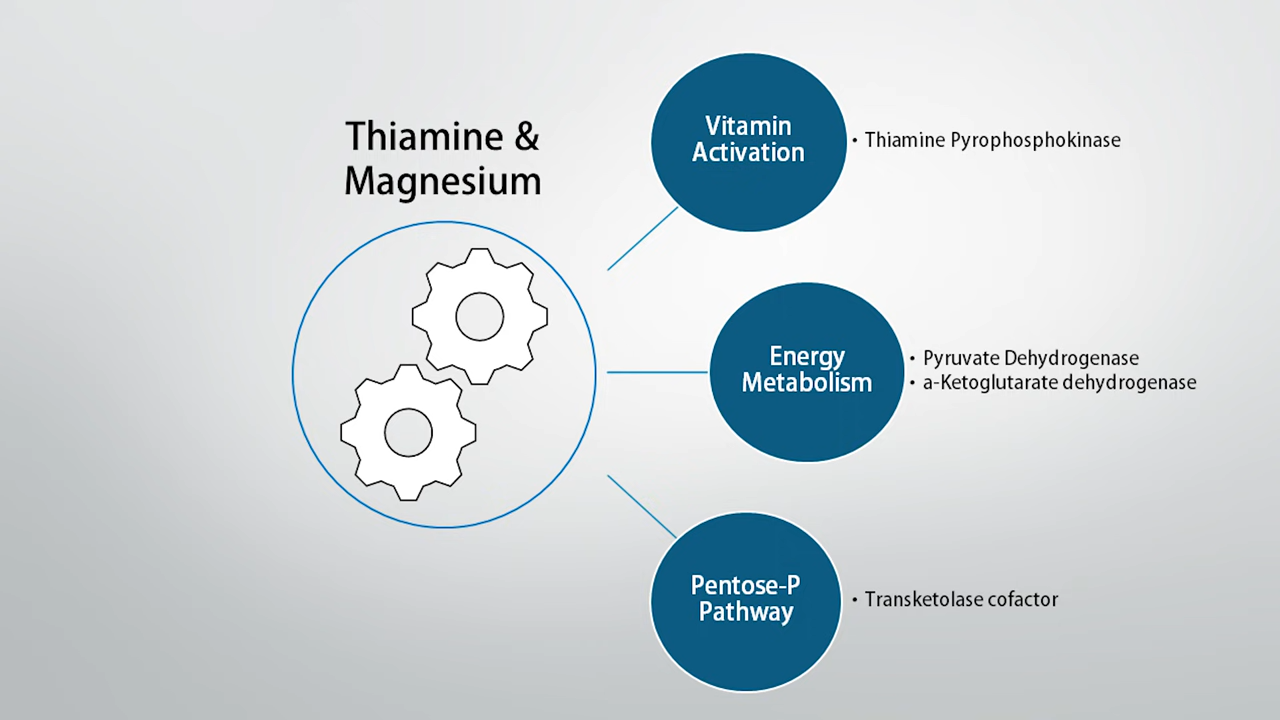 Thiamine &
Magnesium
Vitamin
Activation
• Thiamine Pyrophosphokinase
Energy
Metabolism
• Pyruvate Dehydrogenase
• a-Ketoglutarate dehydrogenase
Pentose-P
Pathway
• Transketolase cofactor